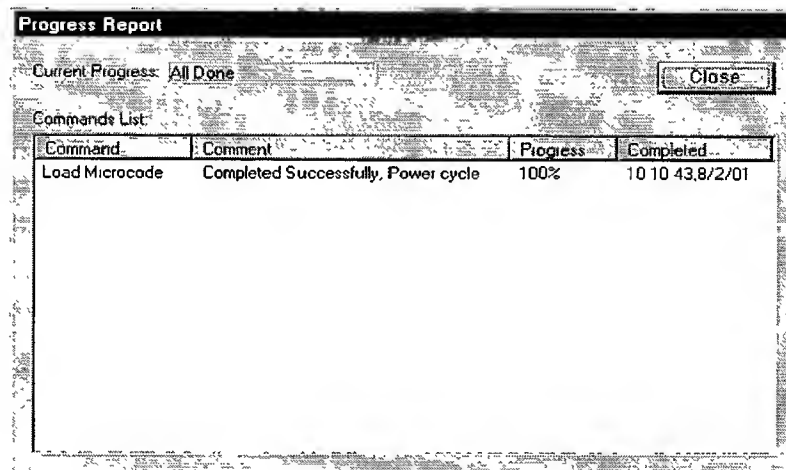 Progress Report
Current Progress: All Done
Close
Commands List:
Command Comment Progress Completed
Load Microcode Completed Successfully, Power cycle 100% 10 10 43,8/2/01